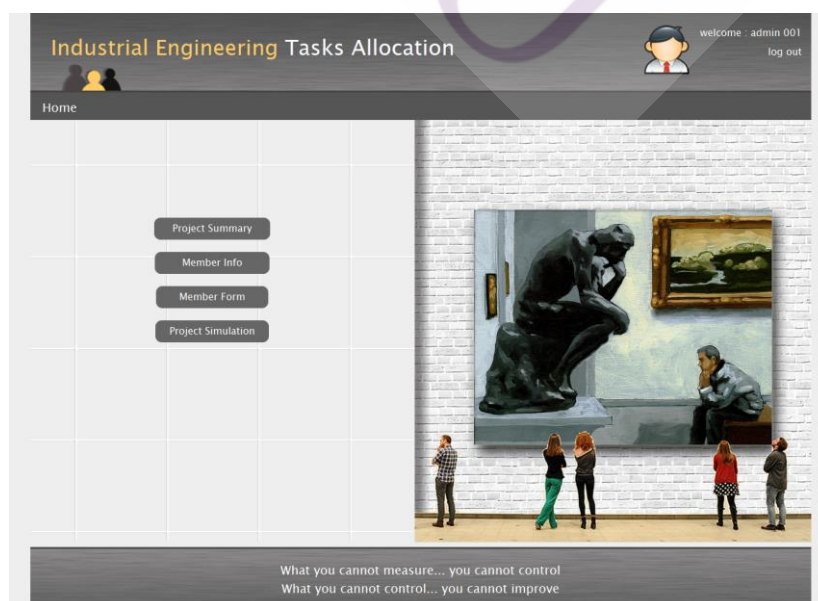 Industrial Engineering Tasks Allocation
welcome : admin 001
log out
Home
Project Summary
Member Info
Member Form
Project Simulation
What you cannot measure... you cannot control
What you cannot control... you cannot improve